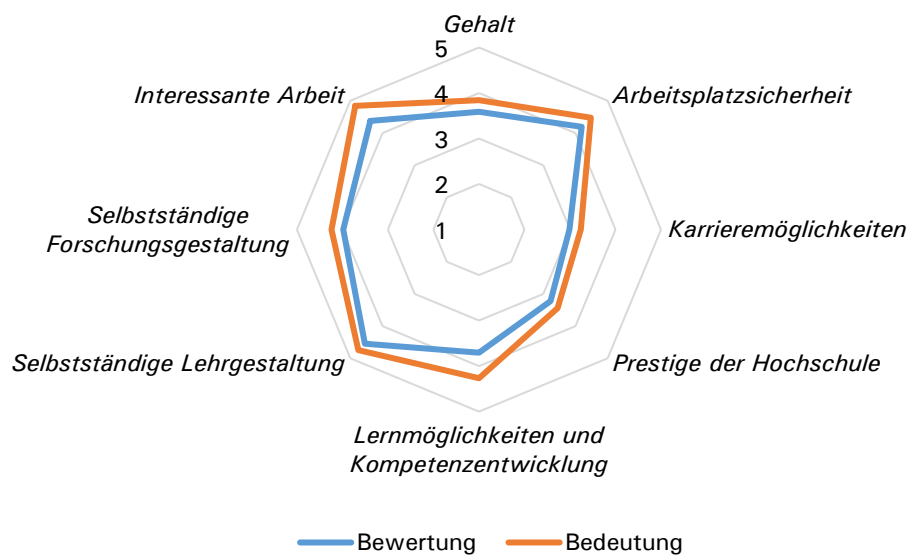 Gehalt
5
4
3
2
1
Interessante Arbeit
Arbeitsplatzsicherheit
Selbstständige
Forschungsgestaltung
Karrieremöglichkeiten
Selbstständige Lehrgestaltung
Prestige der Hochschule
Lernmöglichkeiten und
Kompetenzentwicklung
Bewertung
Bedeutung